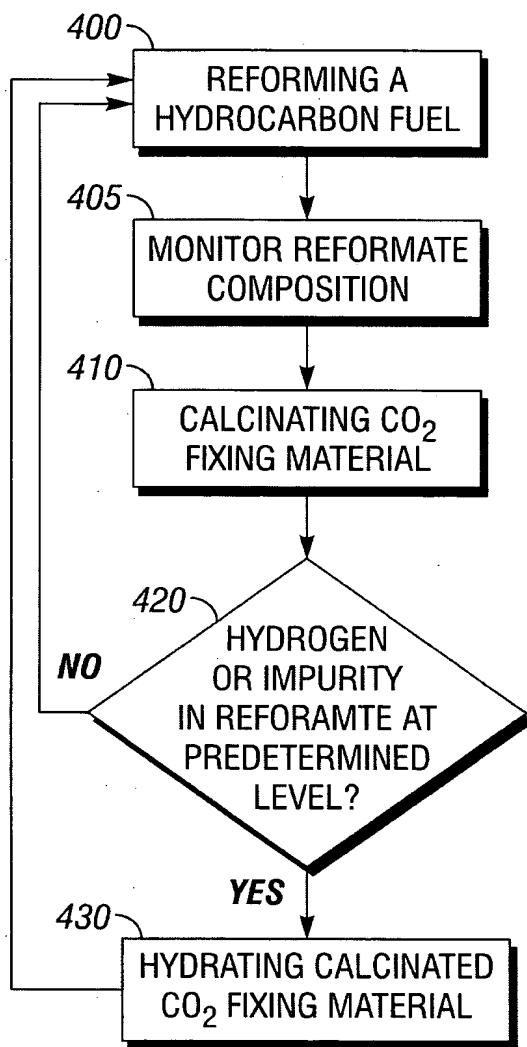 400
REFORMING A
HYDROCARBON FUEL
405
MONITOR REFORMATE
COMPOSITION
410
CALCINATING CO₂
FIXING MATERIAL
420
HYDROGEN
OR IMPURITY
IN REFORAMTE AT
PREDETERMINED
LEVEL?
NO
YES
430
HYDRATING CALCINATED
CO₂ FIXING MATERIAL